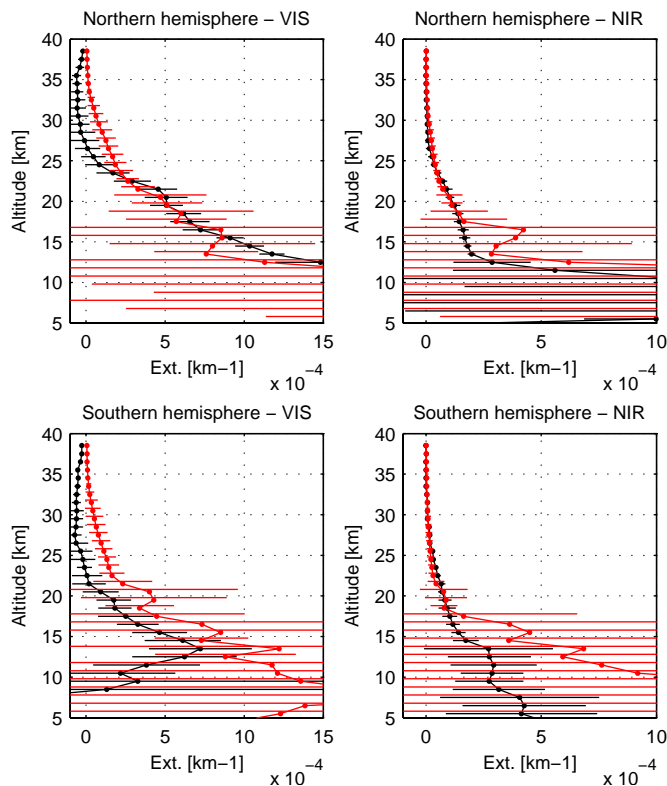 Northern hemisphere − VIS
Northern hemisphere − NIR
40
35
30
25
20
15
10
5
Altitude [km]
0 5 10 15
Ext. [km−1]
x 10 −4
40
35
30
25
20
15
10
5
Altitude [km]
0 5 10
Ext. [km−1]
x 10 −4
Southern hemisphere − VIS
Southern hemisphere − NIR
40
35
30
25
20
15
10
5
Altitude [km]
0 5 10 15
Ext. [km−1]
x 10 −4
40
35
30
25
20
15
10
5
Altitude [km]
0 5 10
Ext. [km−1]
x 10 −4